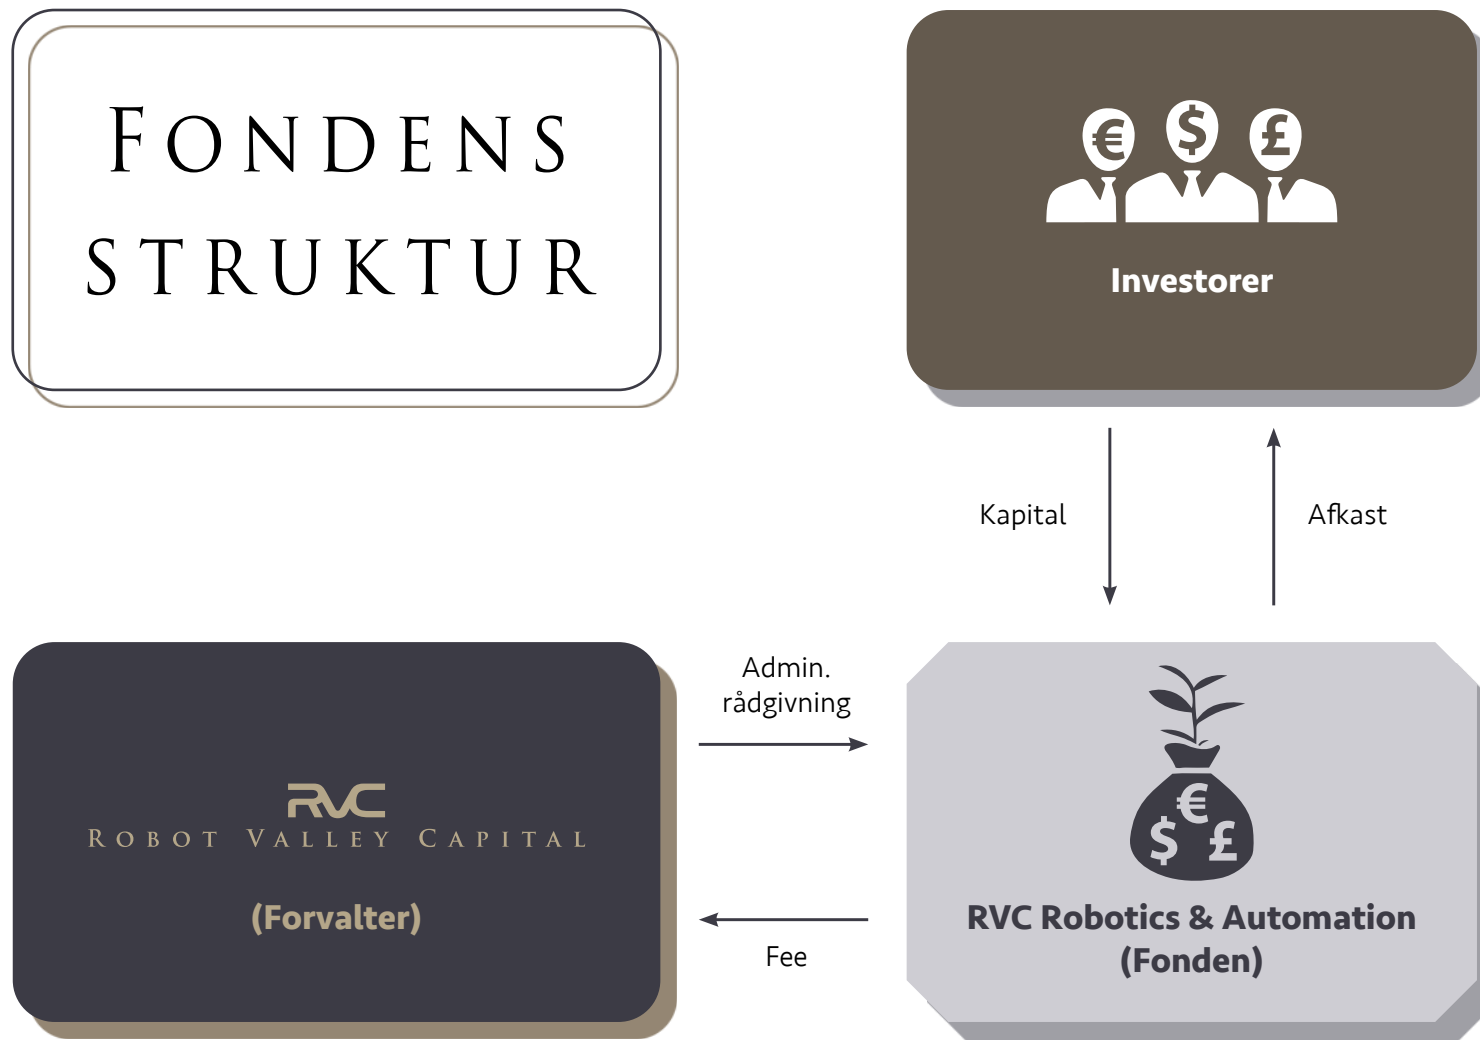 FONDENS
STRUKTUR
€ $ £
Investorer
Kapital
Afkast
Admin.
rådgivning
RVC
ROBOT VALLEY CAPITAL
(Forvalter)
Fee
€
$ £
RVC Robotics & Automation
(Fonden)